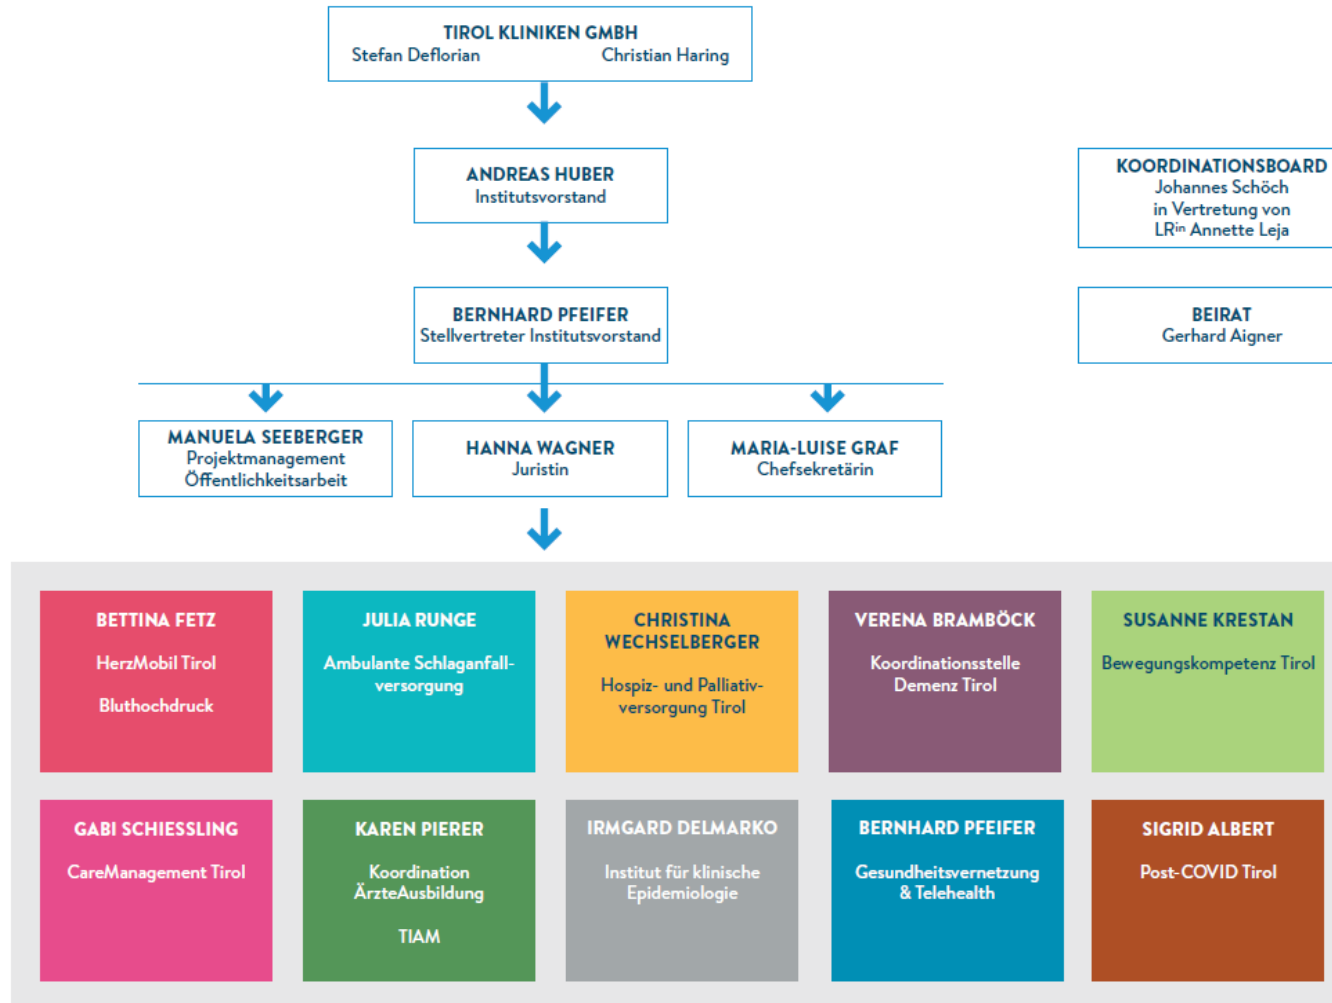 TIROL KLINIKEN GMBH
Stefan Deflorian Christian Haring
ANDREAS HUBER
Institutsvorstand
KOORDINATIONSBOARD
Johannes Schöch
in Vertretung von
LRⁱⁿ Annette Leja
BERNHARD PFEIFER
Stellvertreter Institutsvorstand
BEIRAT
Gerhard Aigner
MANUELA SEEBERGER
Projektmanagement
Öffentlichkeitsarbeit
HANNA WAGNER
Juristin
MARIA-LUISE GRAF
Chefsekretärin
BETTINA FETZ
HerzMobil Tirol
Bluthochdruck
JULIA RUNGE
Ambulante Schlaganfall-
versorgung
CHRISTINA
WECHSELBERGER
Hospiz- und Palliativ-
versorgung Tirol
VERENA BRAMBÖCK
Koordinationsstelle
Demenz Tirol
SUSANNE KRESTAN
Bewegungskompetenz Tirol
GABI SCHIESSLING
CareManagement Tirol
KAREN PIERER
Koordination
ÄrzteAusbildung
TIAM
IRMGARD DELMARKO
Institut für klinische
Epidemiologie
BERNHARD PFEIFER
Gesundheitsvernetzung
& Telehealth
SIGRID ALBERT
Post-COVID Tirol